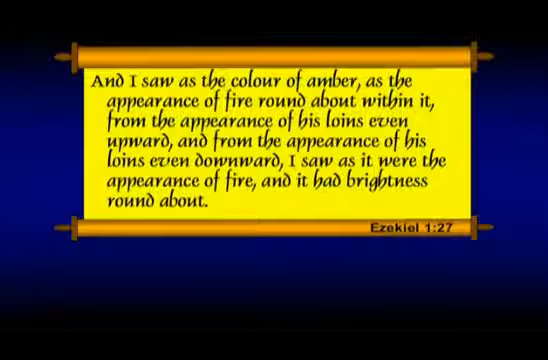 And I saw as the colour of amber, as the
appearance of fire round about within it,
from the appearance of his loins even
upward, and from the appearance of his
loins even downward, I saw as it were the
appearance of fire, and it had brightness
round about.
Ezekiel 1:27